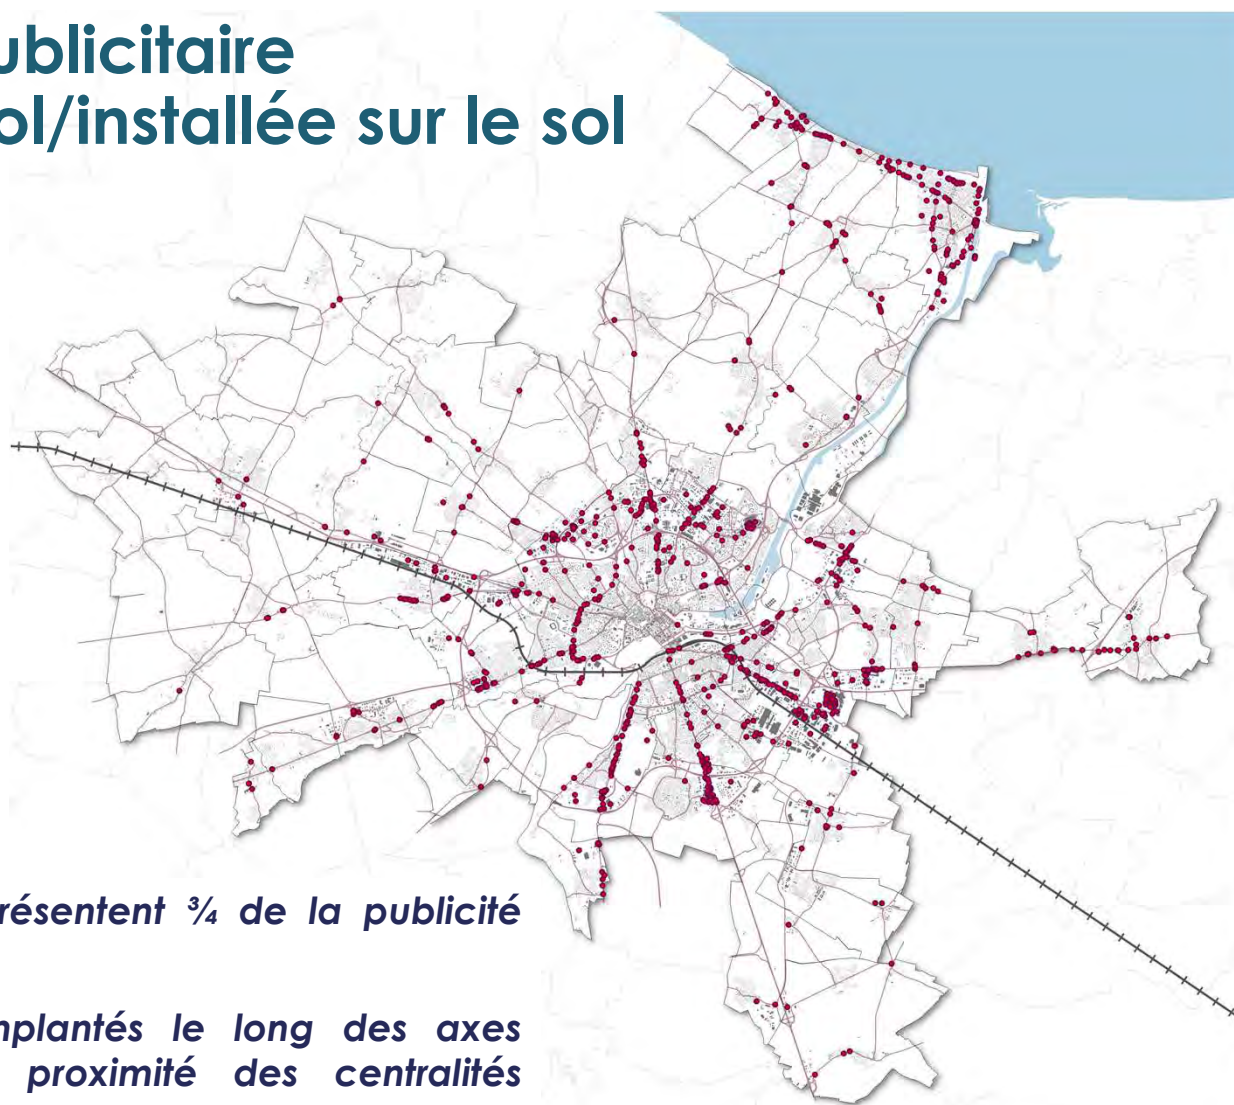 ublicitaire
ol/installée sur le sol
résentent ¾ de la publicité
mplantés le long des axes
proximité des centralités